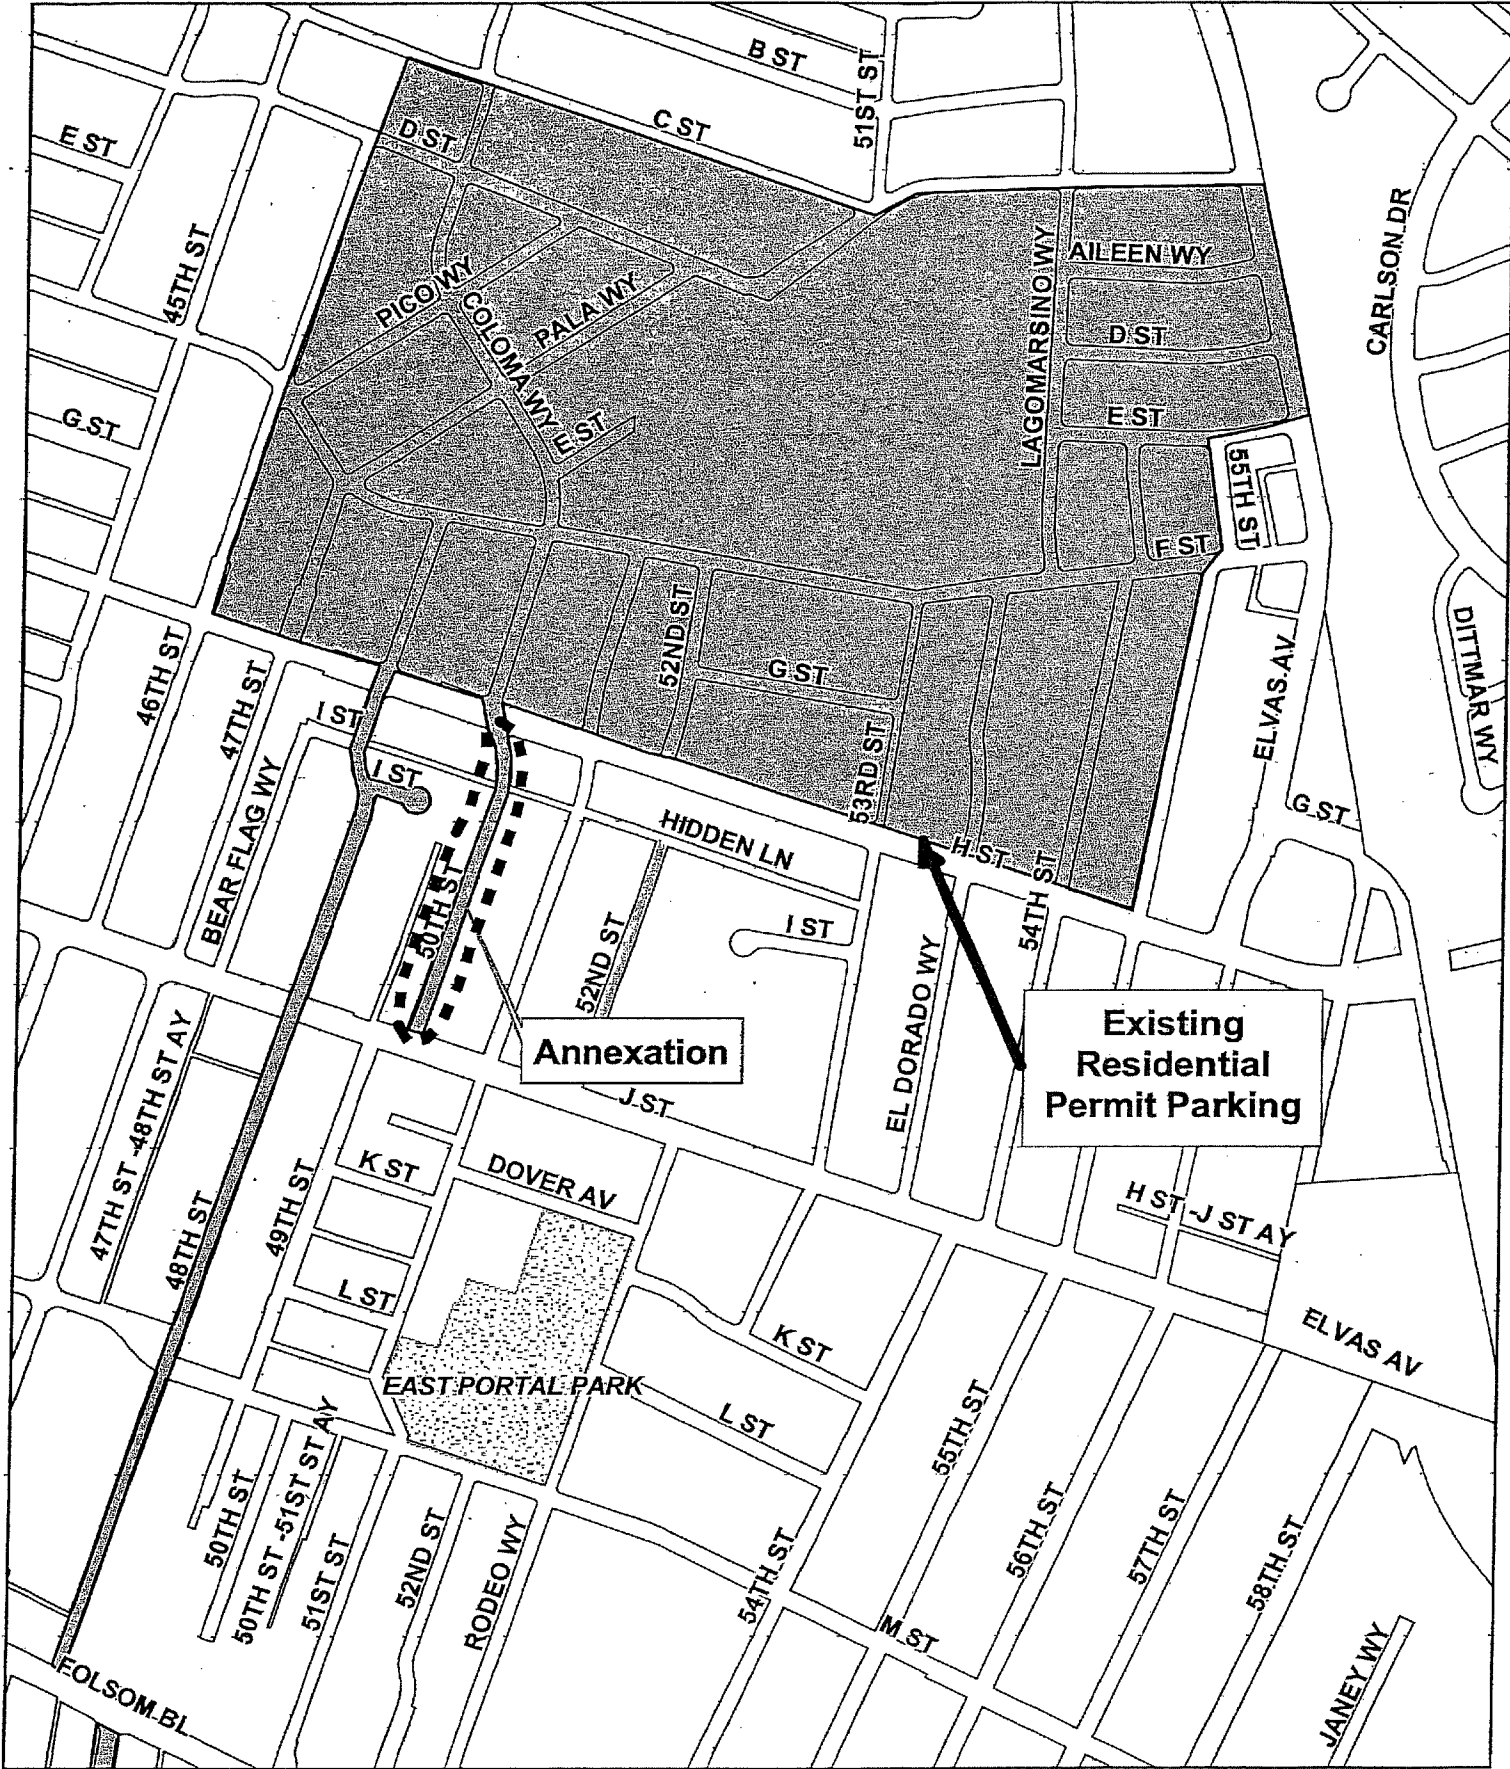 B ST
51ST ST
C ST
D ST
E ST
CARLSON DR
45TH ST
LAGOMARSINO WY
AILEEN WY
PICO WY
COLOMA WY
PALA WY
D ST
G ST
E ST
E ST
55TH ST
F ST
52ND ST
G ST
46TH ST
47TH ST
ELVAS AV
DITTMAR WY
I ST
I ST
53RD ST
G ST
BEAR FLAG WY
HIDDEN LN
H ST
50TH ST
52ND ST
I ST
54TH ST
EL DORADO WY
Annexation
Existing
Residential
Permit Parking
47TH ST -48TH ST AY
J ST
K ST
DOVER AV
48TH ST
49TH ST
H ST -J ST AY
L ST
K ST
ELVAS AV
EAST PORTAL PARK
L ST
55TH ST
50TH ST
50TH ST -51ST ST AY
51ST ST
52ND ST
RODEO WY
54TH ST
56TH ST
57TH ST
58TH ST
M ST
JANEY WY
FOLSOM BL